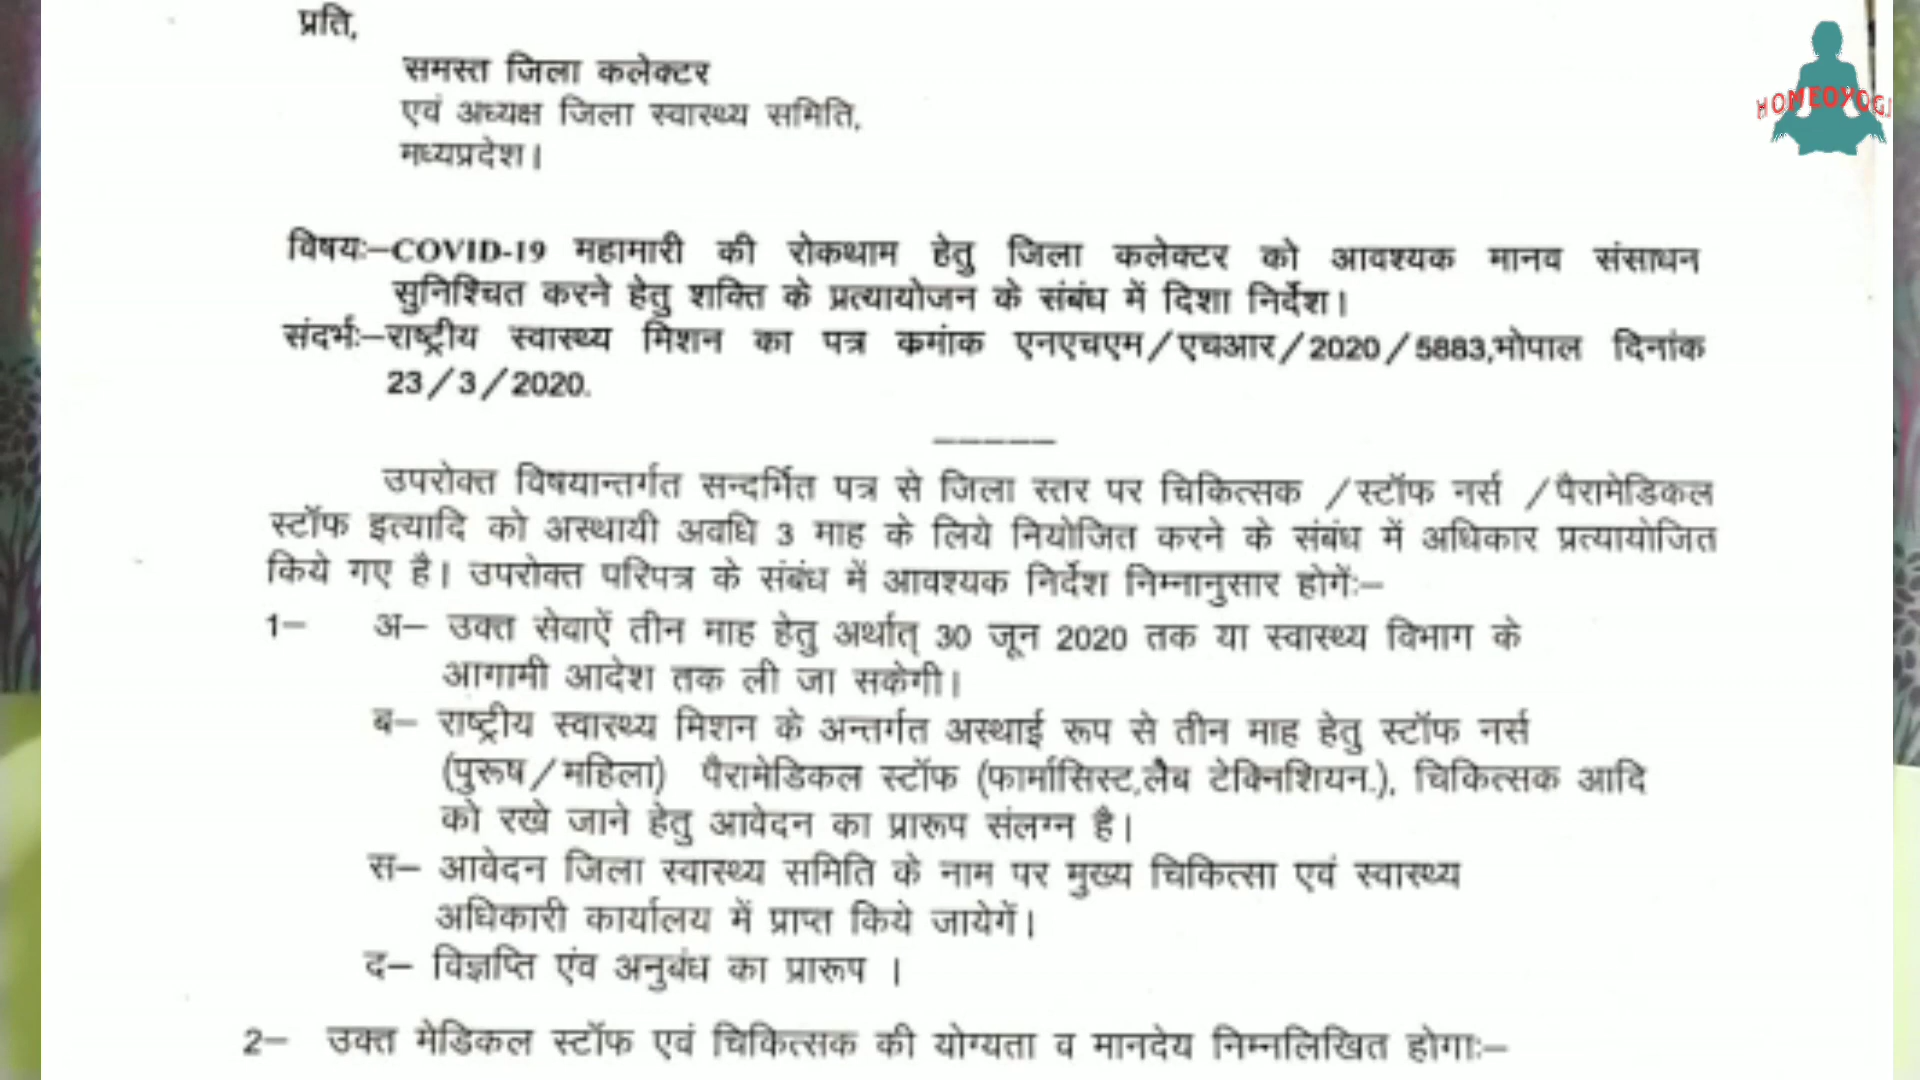 प्रति,
समस्त जिला कलेक्टर
एवं अध्यक्ष जिला स्वास्थ्य समिति,
मध्यप्रदेश।
HOMEOYOGI
विषयः–COVID-19 महामारी की रोकथाम हेतु जिला कलेक्टर को आवश्यक मानव संसाधन
सुनिश्चित करने हेतु शक्ति के प्रत्यायोजन के संबंध में दिशा निर्देश।
संदर्भः–राष्ट्रीय स्वास्थ्य मिशन का पत्र कमांक एनएचएम/एचआर/2020/5883,भोपाल दिनांक
23/3/2020.
–––––
उपरोक्त विषयान्तर्गत सन्दर्भित पत्र से जिला स्तर पर चिकित्सक /स्टॉफ नर्स /पैरामेडिकल
स्टॉफ इत्यादि को अस्थायी अवधि 3 माह के लिये नियोजित करने के संबंध में अधिकार प्रत्यायोजित
किये गए है। उपरोक्त परिपत्र के संबंध में आवश्यक निर्देश निम्नानुसार होगेंः–
1– अ– उक्त सेवाऐं तीन माह हेतु अर्थात् 30 जून 2020 तक या स्वास्थ्य विभाग के
आगामी आदेश तक ली जा सकेगी।
ब– राष्ट्रीय स्वास्थ्य मिशन के अन्तर्गत अस्थाई रूप से तीन माह हेतु स्टॉफ नर्स
(पुरूष/महिला) पैरामेडिकल स्टॉफ (फार्मासिस्ट,लैब टेक्निशियन.), चिकित्सक आदि
को रखे जाने हेतु आवेदन का प्रारूप संलग्न है।
स– आवेदन जिला स्वास्थ्य समिति के नाम पर मुख्य चिकित्सा एवं स्वास्थ्य
अधिकारी कार्यालय में प्राप्त किये जायेगें।
द– विज्ञप्ति एंव अनुबंध का प्रारूप ।
2– उक्त मेडिकल स्टॉफ एवं चिकित्सक की योग्यता व मानदेय निम्नलिखित होगाः–